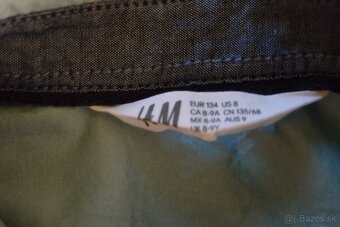 H&M
EUR 134 US 8
CA 8-9A CN 135/68
MX 8-9A AUS 9
UK 8-9Y
© Bazos.sk